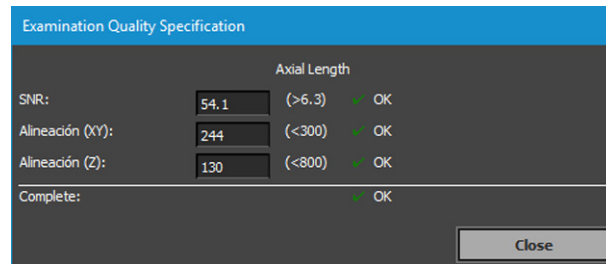 Examination Quality Specification
Axial Length
SNR: 54.1 (>6.3) ✓ OK
Alineación (XY): 244 (<300) ✓ OK
Alineación (Z): 130 (<800) ✓ OK
Complete: ✓ OK
Close